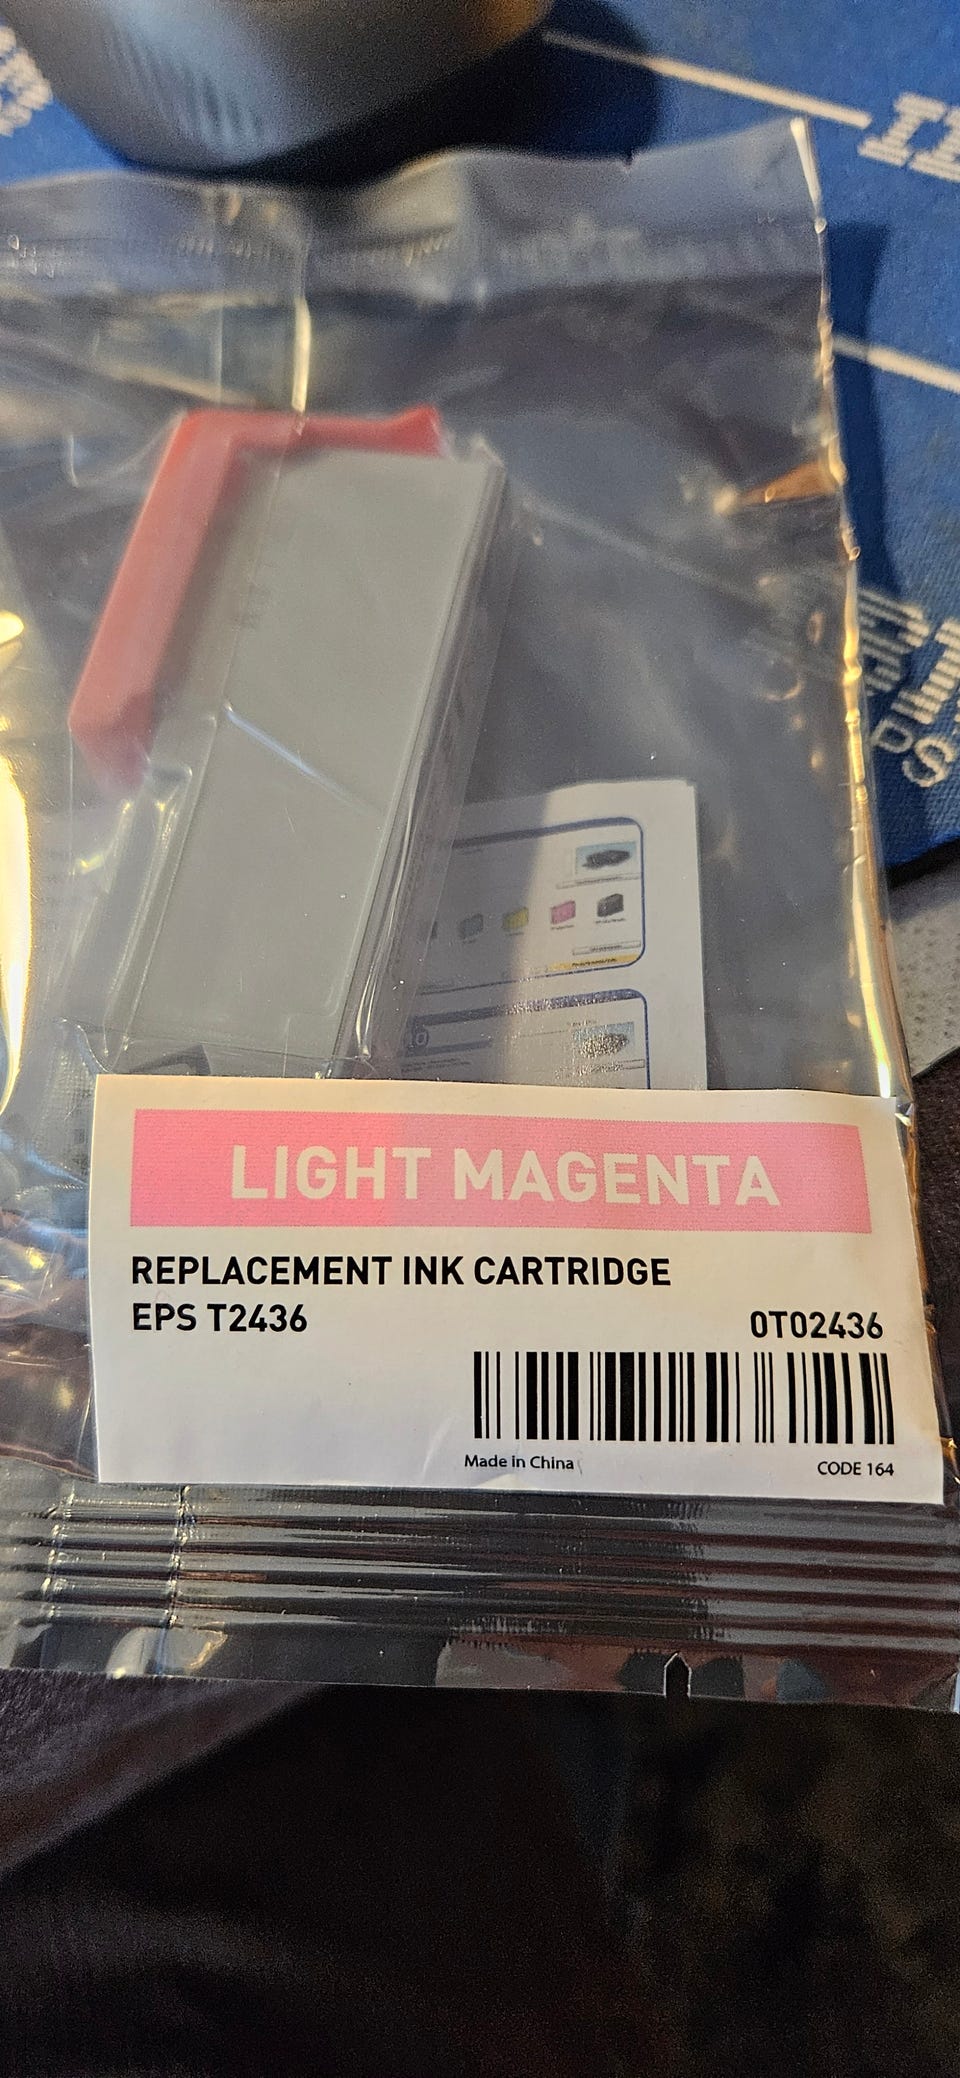 LIGHT MAGENTA
REPLACEMENT INK CARTRIDGE
EPS T2436
0T02436
Made in China
CODE 164